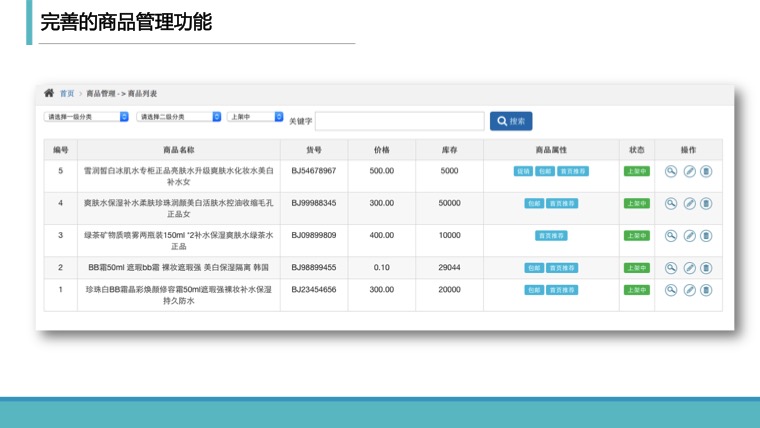 完善的商品管理功能
首页 > 商品管理 -> 商品列表
请选择一级分类 请选择二级分类 上架中 关键字 搜索
编号 商品名称 货号 价格 库存 商品属性 状态 操作
5 雪润皙白冰肌水专柜正品亮肤水升级爽肤水化妆水美白 BJ54678967 500.00 5000 促销 包邮 首页推荐 上架中
补水女
4 爽肤水保湿补水柔肤珍珠润颜美白活肤水控油收缩毛孔 BJ99988345 300.00 50000 包邮 首页推荐 上架中
正品女
3 绿茶矿物质喷雾两瓶装150ml *2补水保湿爽肤水绿茶水 BJ09899809 400.00 10000 首页推荐 上架中
正品
2 BB霜50ml 遮瑕bb霜 裸妆遮瑕强 美白保湿隔离 韩国 BJ98899455 0.10 29044 包邮 首页推荐 上架中
1 珍珠白BB霜晶彩焕颜修容霜50ml遮瑕强裸妆补水保湿 BJ23454656 300.00 20000 包邮 首页推荐 上架中
持久防水